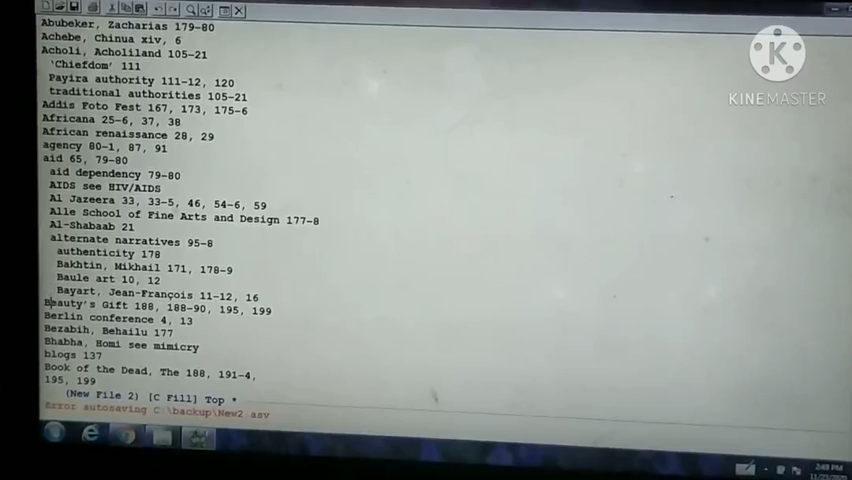 Abubeker, Zacharias 179-80
Achebe, Chinua xiv, 6
Acholi, Acholiland 105-21
'Chiefdom' 111
Payira authority 111-12, 120
traditional authorities 105-21
Addis Foto Fest 167, 173, 175-6
Africana 25-6, 37, 38
African renaissance 28, 29
agency 80-1, 87, 91
aid 65, 79-80
aid dependency 79-80
AIDS see HIV/AIDS
Al Jazeera 33, 33-5, 46, 54-6, 59
Alle School of Fine Arts and Design 177-8
Al-Shabaab 21
alternate narratives 95-8
authenticity 178
Bakhtin, Mikhail 171, 178-9
Baule art 10, 12
Bayart, Jean-François 11-12, 16
Beauty's Gift 188, 188-90, 195, 199
Berlin conference 4, 13
Bezabih, Behailu 177
Bhabha, Homi see mimicry
blogs 137
Book of the Dead, The 188, 191-4,
195, 199
(New File 2) [C Fill] Top *
Error autosaving C:\backup\New2.asv
2:48 PM
K
KINEMASTER